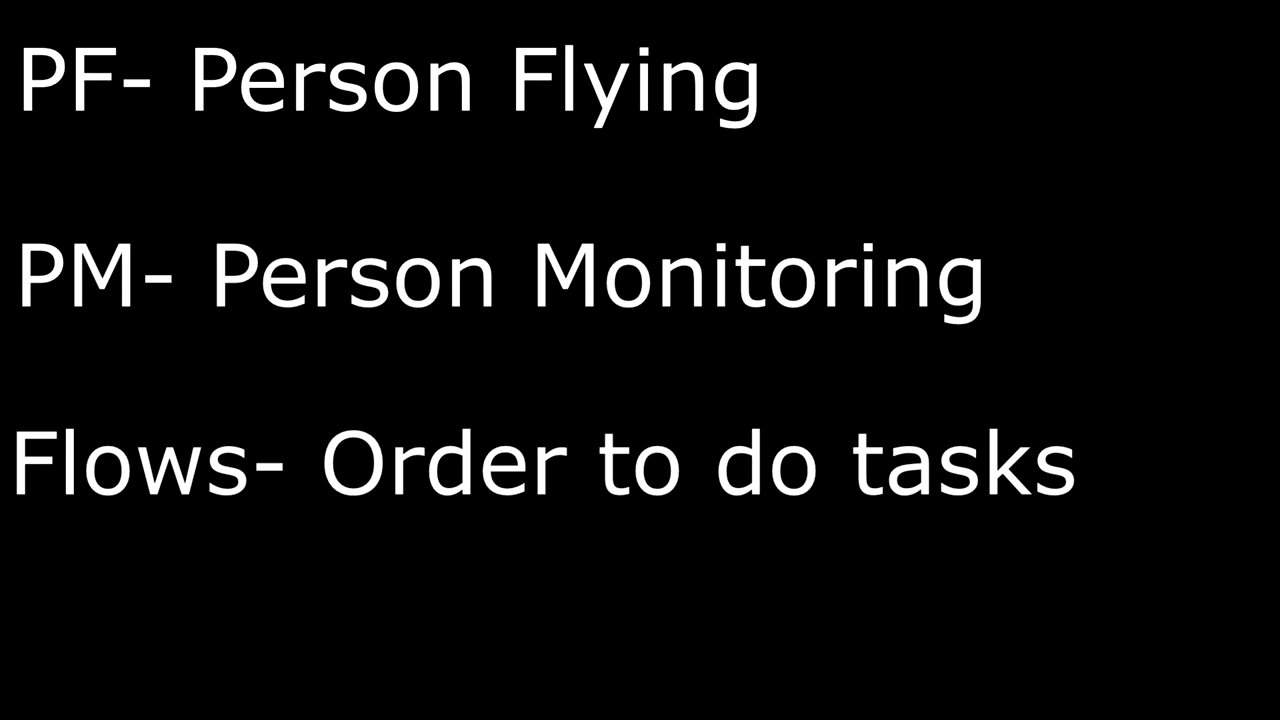 PF- Person Flying
PM- Person Monitoring
Flows- Order to do tasks